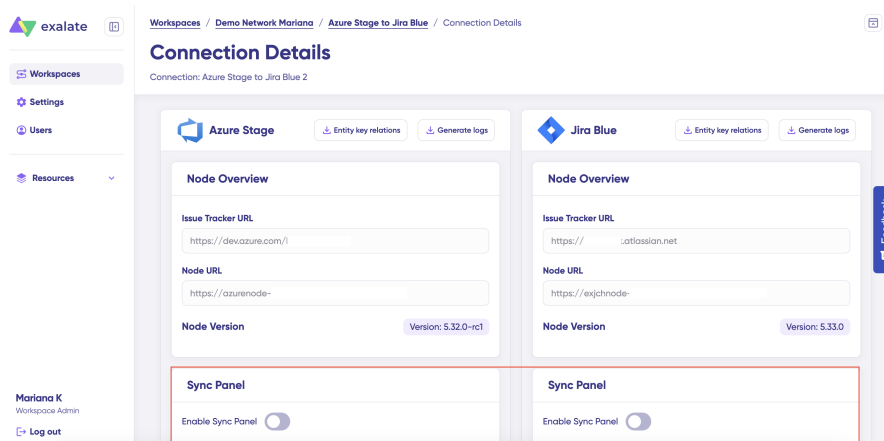 exalate
Workspaces / Demo Network Mariana / Azure Stage to Jira Blue / Connection Details
Connection Details
Connection: Azure Stage to Jira Blue 2
Workspaces
Settings
Users
Resources
Mariana K
Workspace Admin
Log out
Azure Stage
Entity key relations
Generate logs
Node Overview
Issue Tracker URL
https://dev.azure.com/
Node URL
https://azurenode-
Node Version
Version: 5.32.0-rc1
Sync Panel
Enable Sync Panel
Jira Blue
Entity key relations
Generate logs
Node Overview
Issue Tracker URL
https:// .atlassian.net
Node URL
https://exjchnode-
Node Version
Version: 5.33.0
Sync Panel
Enable Sync Panel